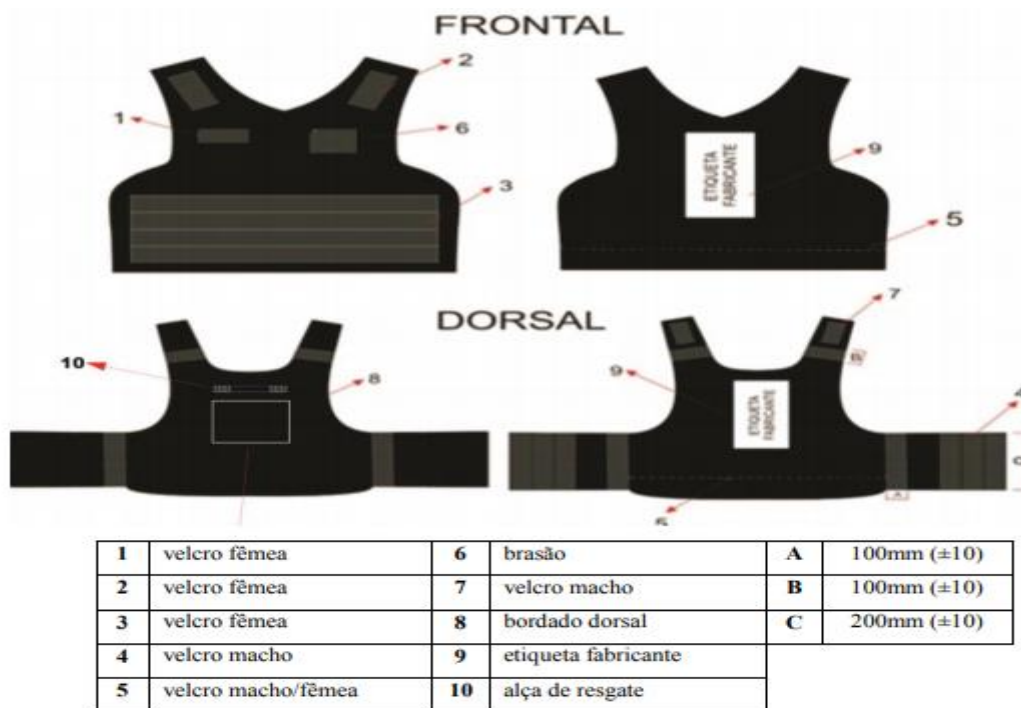 FRONTAL
2
1
6
3
9
ETIQUETA
FABRICANTE
5
DORSAL
7
10
8
9
B
4
ETIQUETA
FABRICANTE
C
A
5
1 velcro fêmea 6 brasão A 100mm (±10)
2 velcro fêmea 7 velcro macho B 100mm (±10)
3 velcro fêmea 8 bordado dorsal C 200mm (±10)
4 velcro macho 9 etiqueta fabricante
5 velcro macho/fêmea 10 alça de resgate